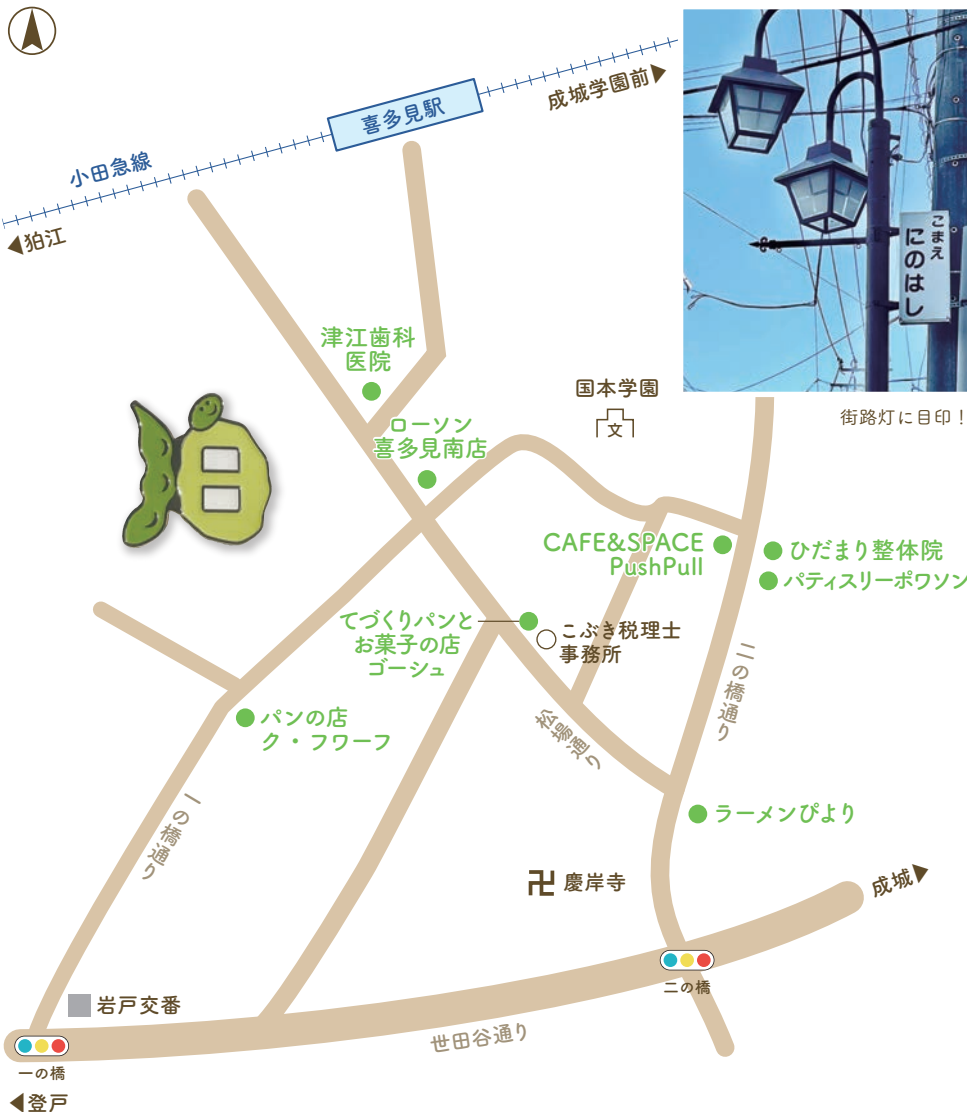 喜多見駅
成城学園前▶
小田急線
◀狛江
こまえ
にのはし
街路灯に目印！
津江歯科
医院
国本学園
文
ローソン
喜多見南店
CAFE&SPACE
PushPull
ひだまり整体院
パティスリーポワソン
てづくりパンと
お菓子の店
ゴーシュ
こぶき税理士
事務所
パンの店
ク・フワーフ
二の橋通り
松場通り
一の橋通り
ラーメンぴより
卍 慶岸寺
成城▶
二の橋
岩戸交番
世田谷通り
一の橋
◀登戸